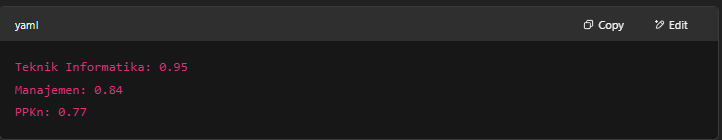 yaml
Copy
Edit
Teknik Informatika: 0.95
Manajemen: 0.84
PPKn: 0.77